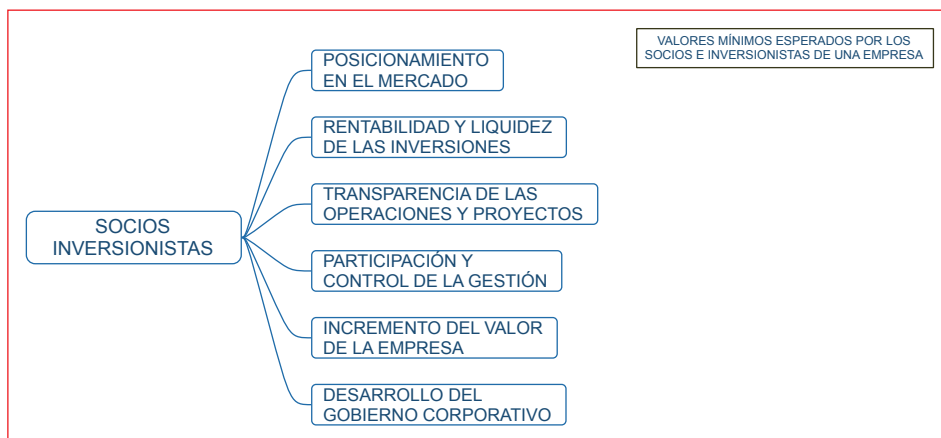 VALORES MÍNIMOS ESPERADOS POR LOS
SOCIOS E INVERSIONISTAS DE UNA EMPRESA
SOCIOS
INVERSIONISTAS
POSICIONAMIENTO
EN EL MERCADO
RENTABILIDAD Y LIQUIDEZ
DE LAS INVERSIONES
TRANSPARENCIA DE LAS
OPERACIONES Y PROYECTOS
PARTICIPACIÓN Y
CONTROL DE LA GESTIÓN
INCREMENTO DEL VALOR
DE LA EMPRESA
DESARROLLO DEL
GOBIERNO CORPORATIVO